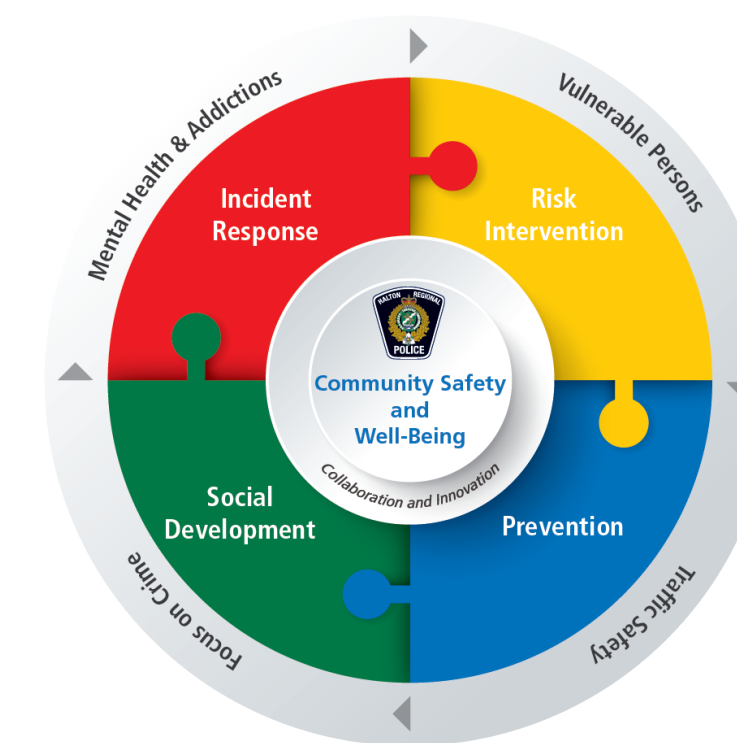 Mental Health & Addictions
Vulnerable Persons
Incident
Response
Risk
Intervention
HALTON REGIONAL
POLICE
Community Safety
and
Well-Being
Collaboration and Innovation
Social
Development
Prevention
Focus on Crime
Traffic Safety